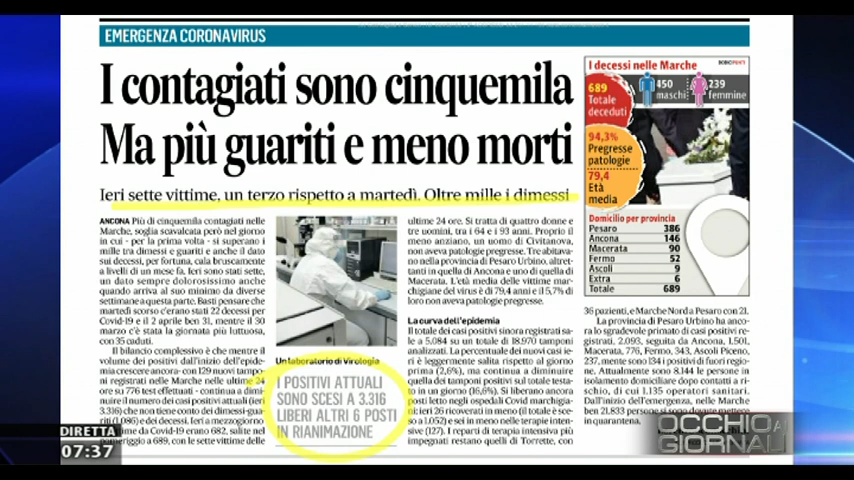 EMERGENZA CORONAVIRUS
I contagiati sono cinquemila
Ma più guariti e meno morti
Ieri sette vittime, un terzo rispetto a martedì. Oltre mille i dimessi
ANCONA Più di cinquemila contagiati nelle
Marche, soglia scavalcata però nel giorno
in cui - per la prima volta - si superano i
mille tra dimessi e guariti e anche il dato
sui decessi, per fortuna, cala bruscamente
a livelli di un mese fa. Ieri sono stati sette,
un dato sempre dolorosissimo anche
quando arriva al suo minimo da diverse
settimane a questa parte. Basti pensare che
martedì scorso c'erano stati 22 decessi per
Covid-19 e il 2 aprile ben 31, mentre il 30
marzo c'è stata la giornata più luttuosa,
con 35 caduti.
Il bilancio complessivo è che mentre il
volume dei positivi dall'inizio dell'epide-
mia cresce ancora - con 129 nuovi tampo-
ni registrati nelle Marche nelle ultime 24
ore su 776 test effettuati - continua a di-
minuire il numero dei casi positivi attuali (ieri
3.316) che non tiene conto dei dimessi-gua-
riti (1.086) e dei decessi. Ieri a mezzogiorno
time da Covid-19 erano 682, salite nel
pomeriggio a 689, con le sette vittime delle
Un laboratorio di Virologia
I POSITIVI ATTUALI
SONO SCESI A 3.316
LIBERI ALTRI 6 POSTI
IN RIANIMAZIONE
ultime 24 ore. Si tratta di quattro donne e
tre uomini, tra i 64 e i 93 anni. Proprio il
meno anziano, un uomo di Civitanova,
non aveva patologie pregresse. Tre abitava-
no nella provincia di Pesaro Urbino, altret-
tanti in quella di Ancona e uno di quella di
Macerata. L'età media delle vittime mar-
chigiane del virus è di 79,4 anni e il 5,7% di
loro non aveva patologie pregresse.
La curva dell'epidemia
Il totale dei casi positivi sinora registrati sa-
le a 5.084 su un totale di 18.970 tamponi
analizzati. La percentuale dei nuovi casi ie-
ri è leggermente salita rispetto al giorno
prima (2,6%), ma continua a diminuire
quella dei tamponi positivi sul totale testa-
to in un giorno (16,6%). Si liberano ancora
posti letto negli ospedali Covid marchigia-
ni: ieri 26 ricoverati in meno (il totale è sce-
so a 1.052) e sei in meno nelle terapie inten-
sive (127). I reparti di terapia intensiva più
impegnati restano quelli di Torrette, con
I decessi nelle Marche
689
Totale
deceduti
450
maschi
239
femmine
94,3%
Pregresse
patologie
79,4
Età
media
Domicilio per provincia
Pesaro 386
Ancona 146
Macerata 90
Fermo 52
Ascoli 9
Extra 6
Totale 689
36 pazienti, e Marche Nord a Pesaro con 21.
La provincia di Pesaro Urbino ha anco-
ra lo sgradevole primato di casi positivi re-
gistrati, 2.093, seguita da Ancona, 1.501,
Macerata, 776, Fermo, 343, Ascoli Piceno,
237, mentre sono 134 i positivi di fuori regio-
ne. Attualmente sono 8.144 le persone in
isolamento domiciliare dopo contatti a ri-
schio, di cui 1.135 operatori sanitari.
Dall'inizio dell'emergenza, nelle Marche
ben 21.833 persone si sono dovute mettere
in quarantena.
DIRETTA
07:37
OCCHIO AI
GIORNALI